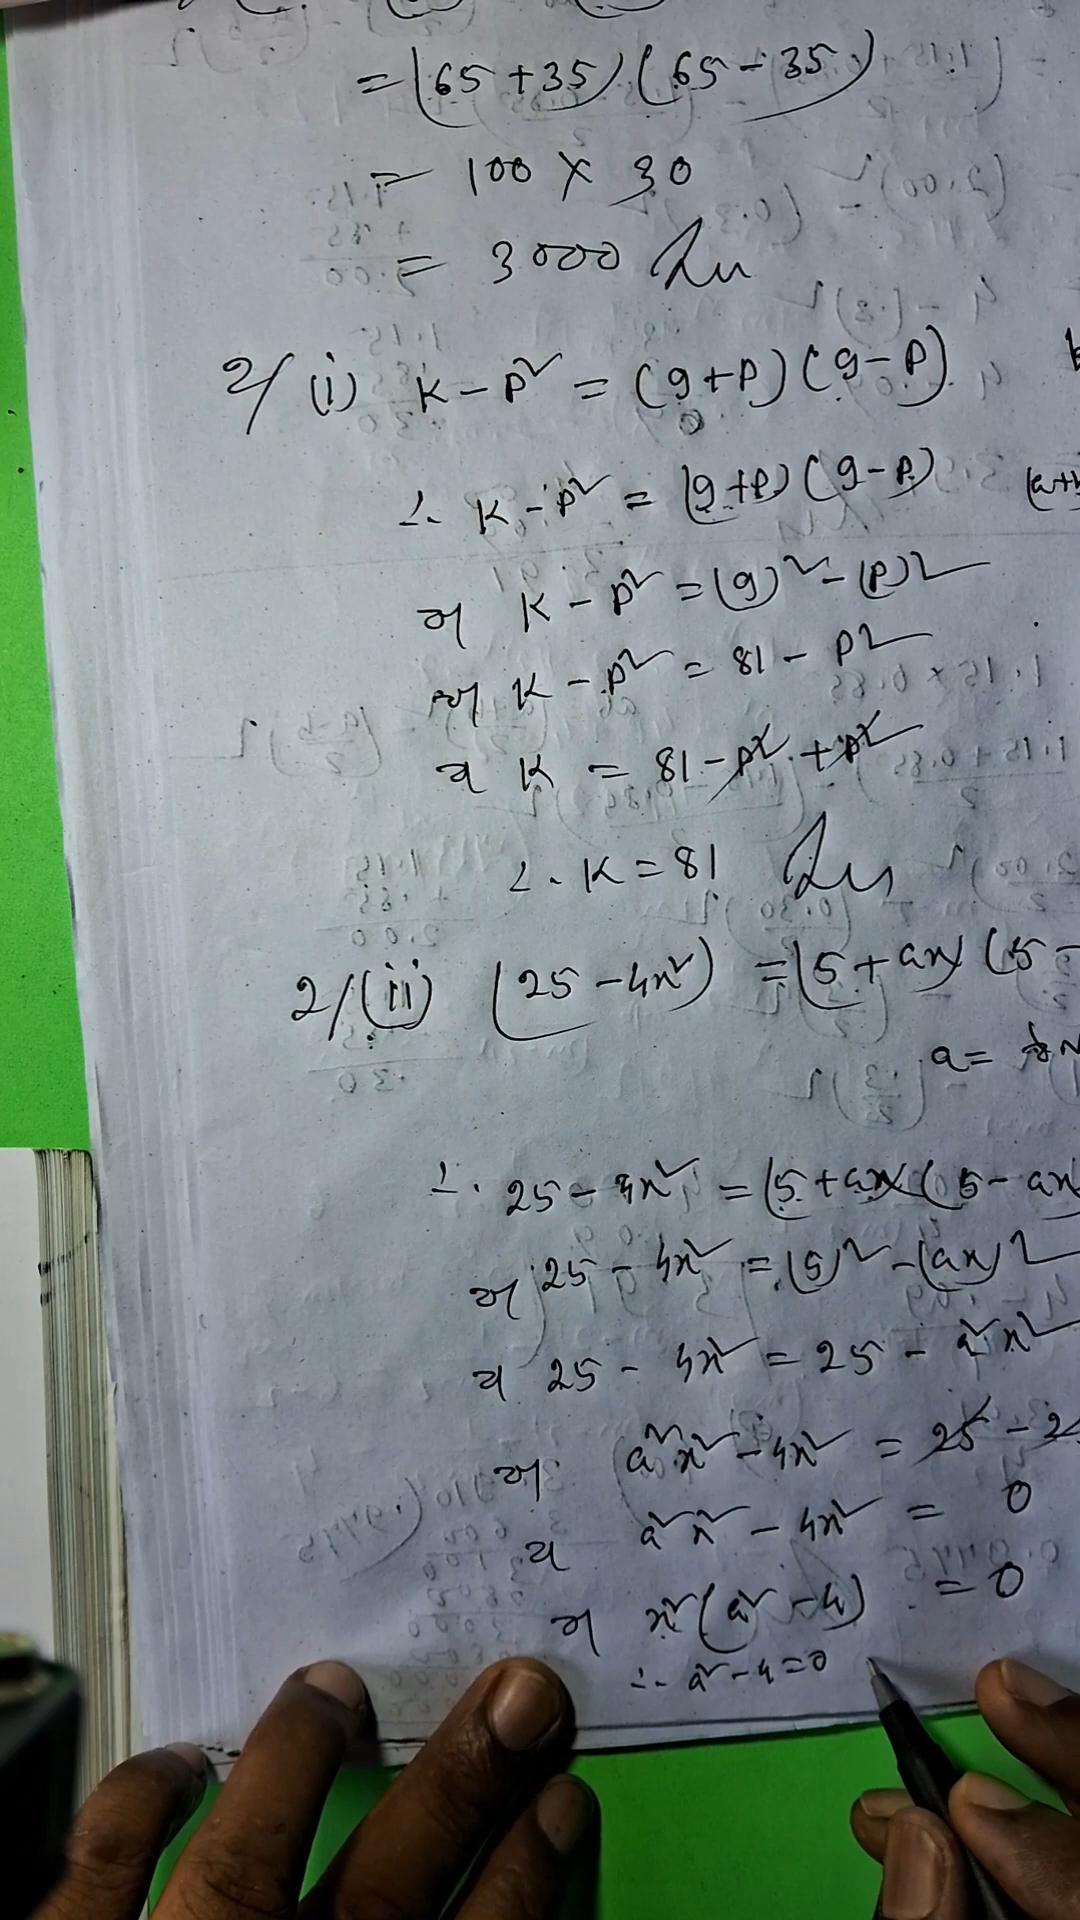 = (65 + 35) (65 - 35)
= 100 × 30
= 3000
2/ (i) K - P² = (9 + P) (9 - P)
∴ K - P² = (9 + P) (9 - P) (a+b
বা K - P² = (9)² - (P)²
বা K - P² = 81 - P²
বা K = 81 - P² + P²
∴ K = 81
2/ (ii) (25 - 4x²) = (5 + ax) (5 -
a =
∴ 25 - 4x² = (5 + ax) (5 - ax
বা 25 - 4x² = (5)² - (ax)²
বা 25 - 4x² = 25 - a²x²
বা a²x² - 4x² = 25 - 2
বা a²x² - 4x² = 0
বা x² (a² - 4) = 0
∴ a² - 4 = 0